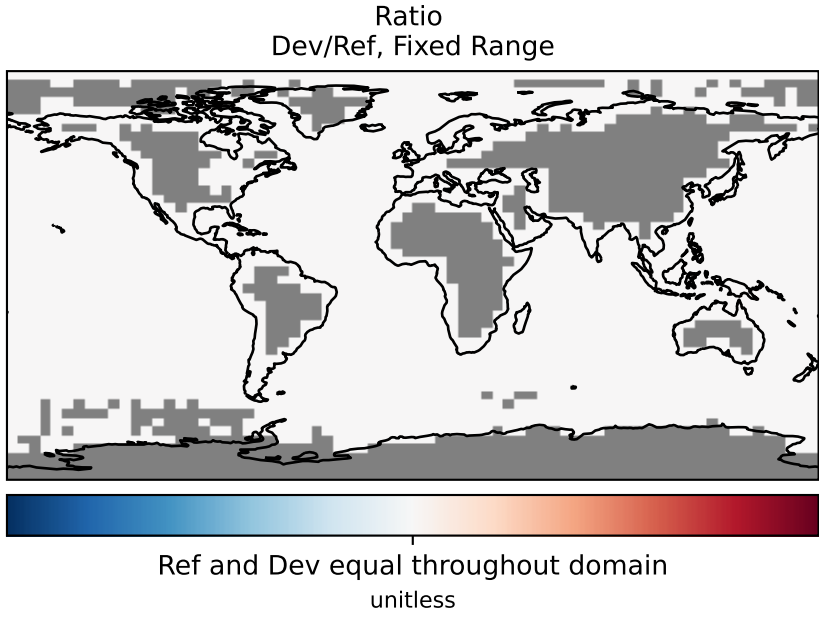 Ratio
Dev/Ref, Fixed Range
Ref and Dev equal throughout domain
unitless